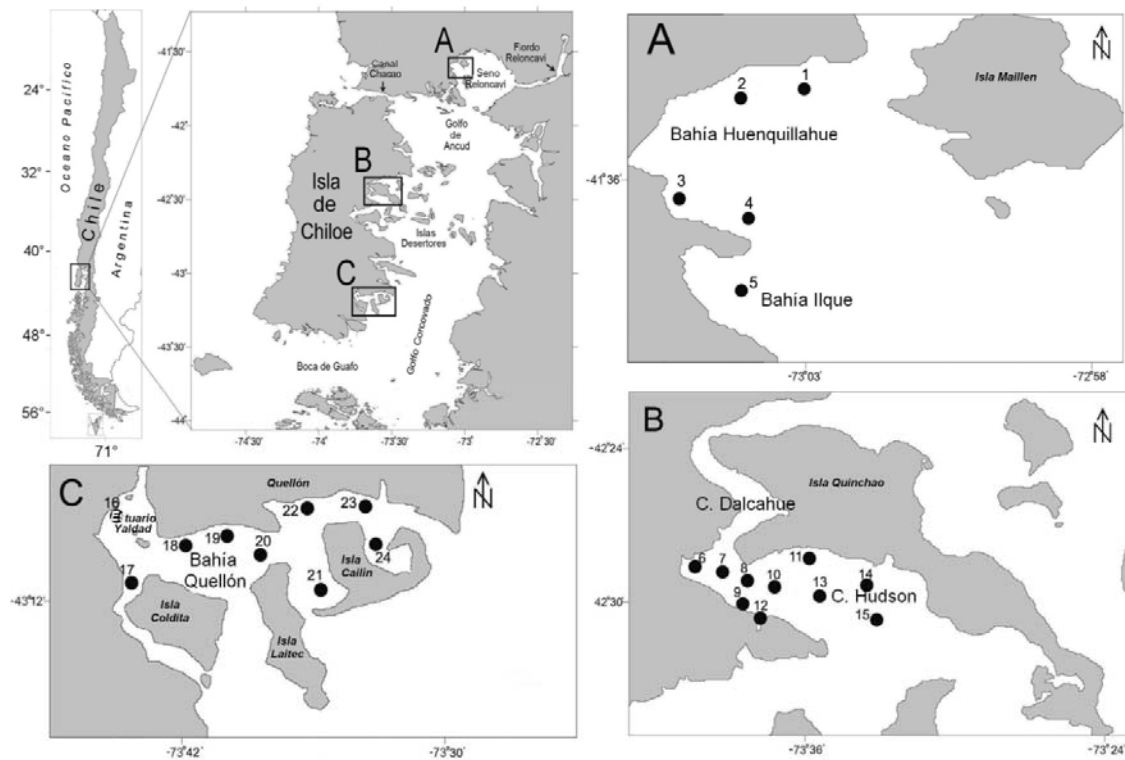 Oceano Pacífico
Chile
Argentina
24°
32°
40°
48°
56°
71°
-41°30'
-42°
-42°30'
-43°
-43°30'
-44°
-74°30'
-74°
-73°30'
-73°
-72°30'
A
B
C
Canal
Chacao
Seno
Reloncaví
Fiordo
Reloncaví
Golfo
de
Ancud
Isla
de
Chiloe
Islas
Desertores
Golfo Corcovado
Boca de Guafo
A
N
Isla Maillen
1
2
Bahía Huenquillahue
-41°36'
3
4
5
Bahía Ilque
-73°03'
-72°58'
B
N
-42°24'
Isla Quinchao
C. Dalcahue
6
7
8
9
10
11
12
13
14
15
C. Hudson
-42°30'
-73°36'
-73°24'
C
N
Quellón
16
tuario
Yaldad
17
18
19
20
21
22
23
24
Bahía
Quellón
Isla
Cailin
Isla
Coldita
Isla
Laitec
-43°12'
-73°42'
-73°30'